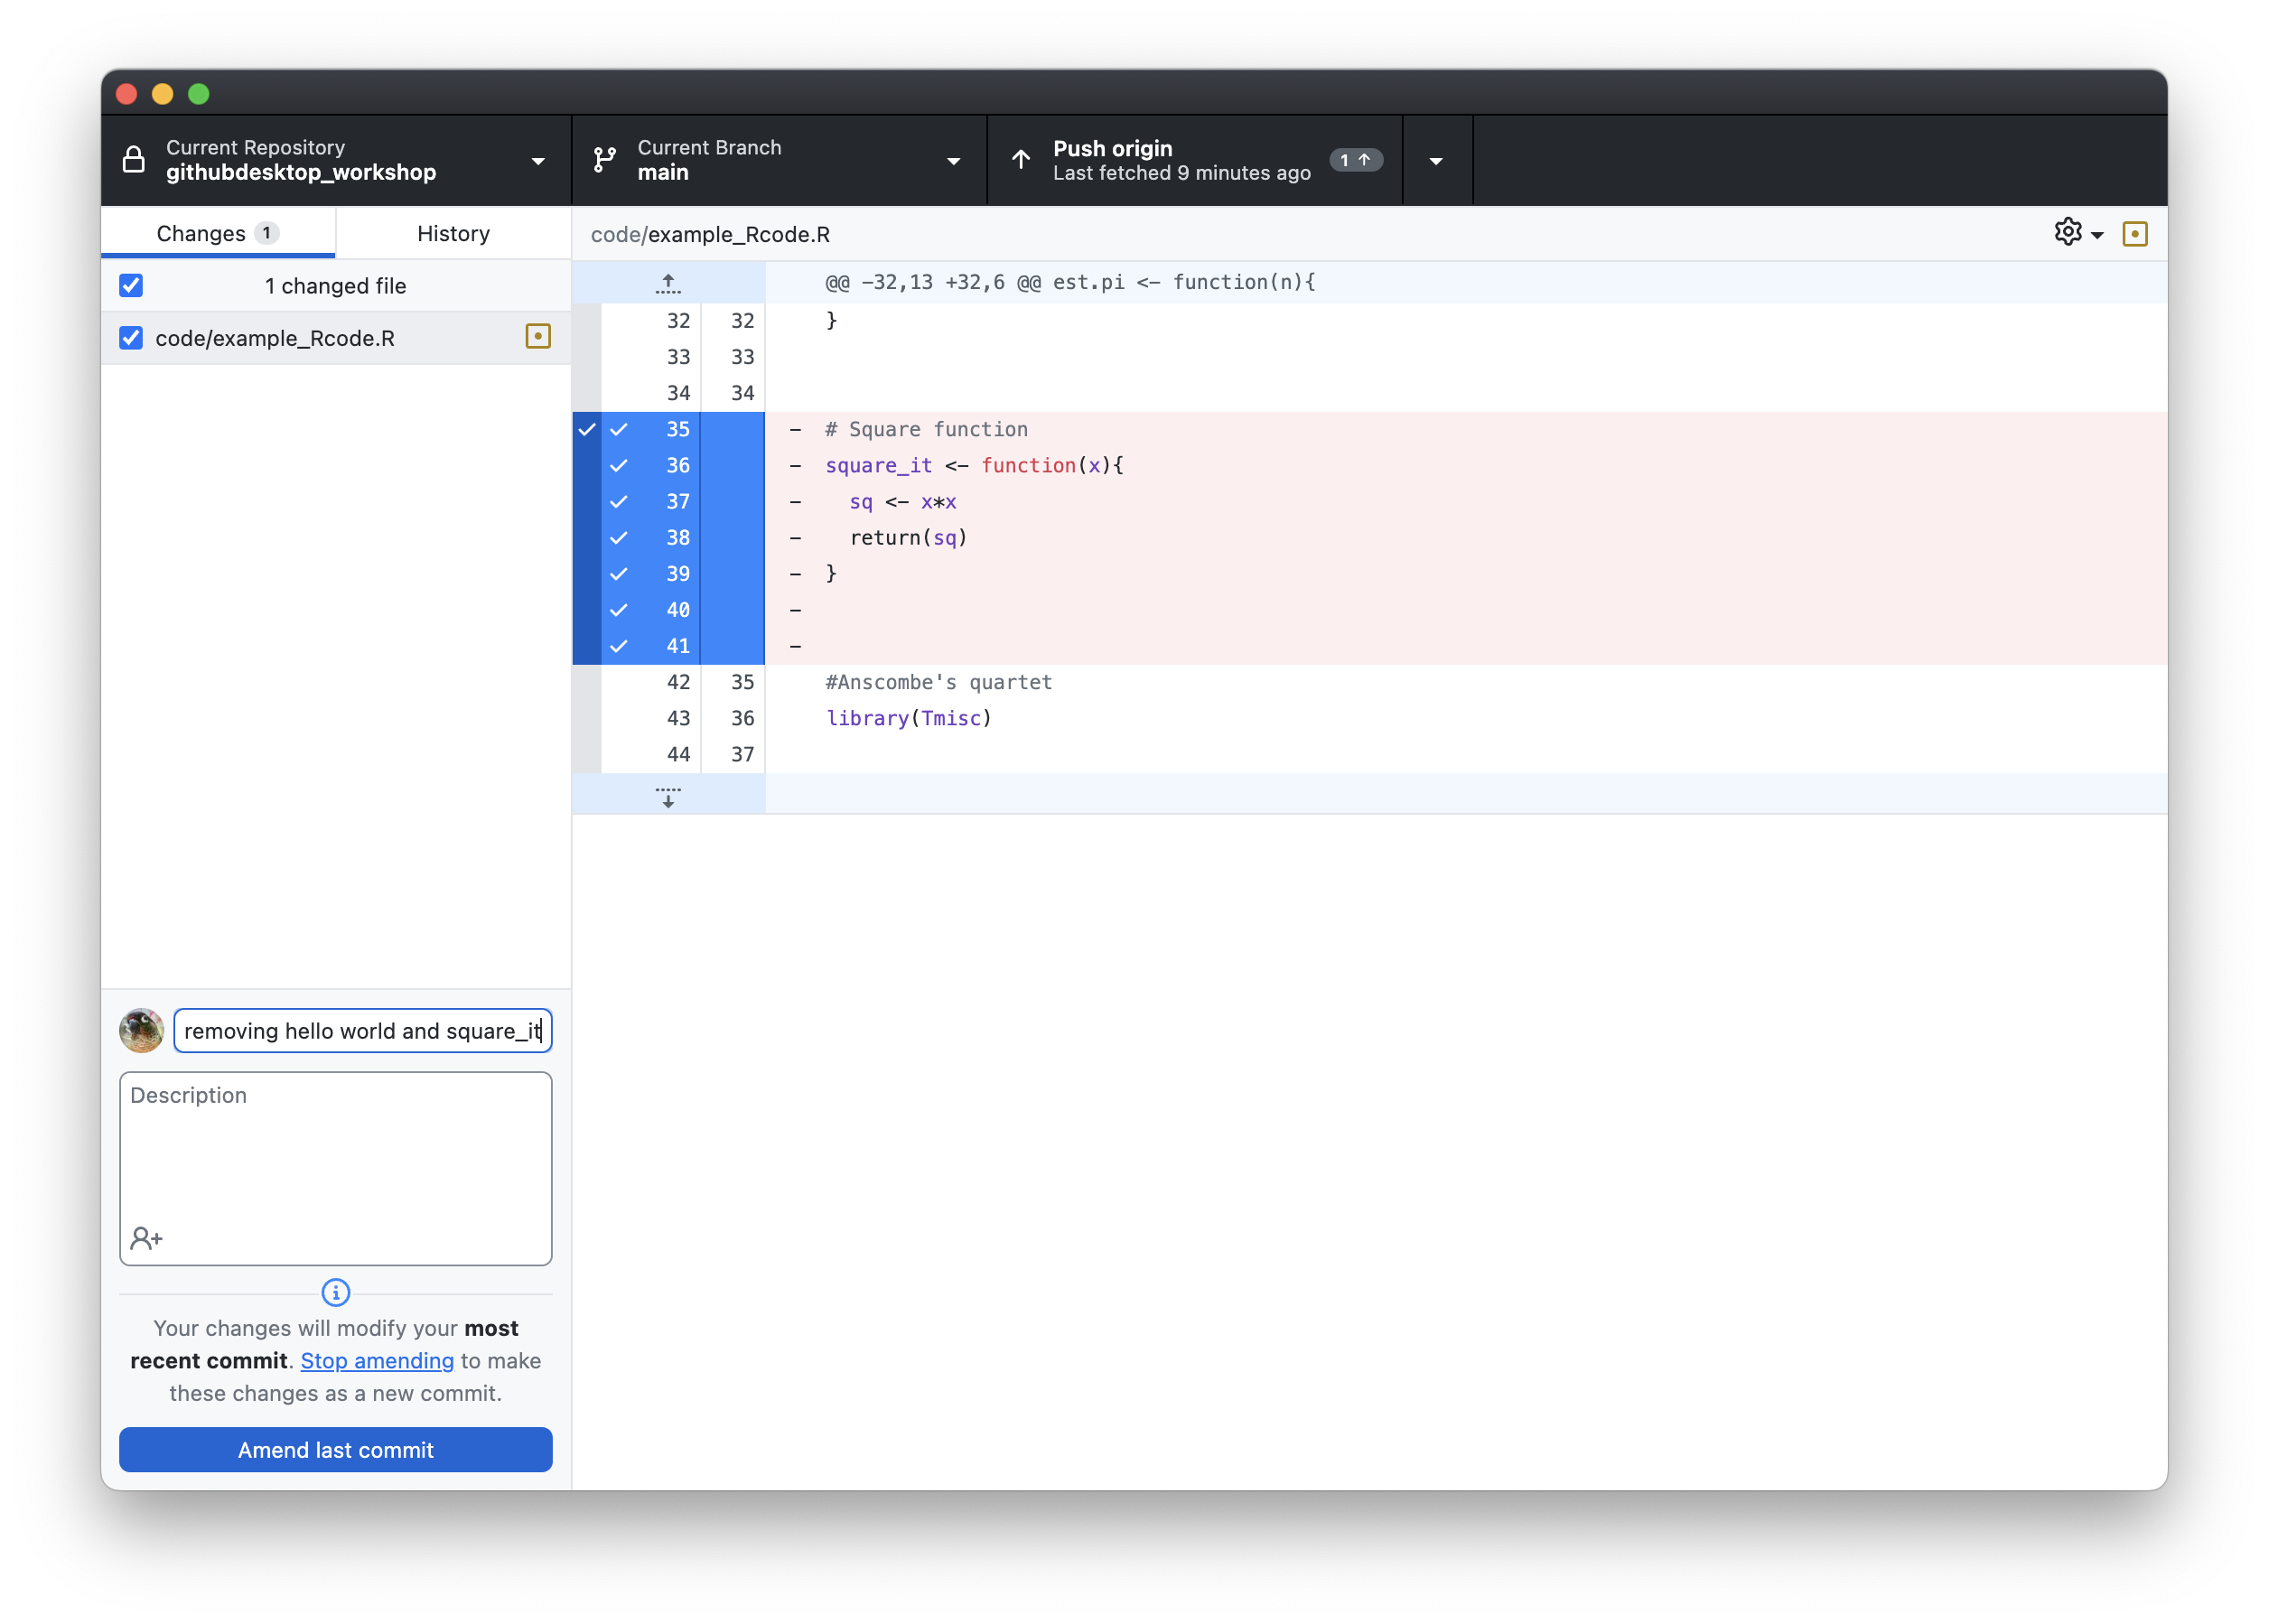 Current Repository
githubdesktop_workshop
Current Branch
main
Push origin
Last fetched 9 minutes ago
1 ↑
Changes 1
History
1 changed file
code/example_Rcode.R
code/example_Rcode.R
@@ -32,13 +32,6 @@ est.pi <- function(n){
32 32 }
33 33
34 34
35 - # Square function
36 - square_it <- function(x){
37 - sq <- x*x
38 - return(sq)
39 - }
40 -
41 -
42 35 #Anscombe's quartet
43 36 library(Tmisc)
44 37
removing hello world and square_it
Description
Your changes will modify your most
recent commit. Stop amending to make
these changes as a new commit.
Amend last commit